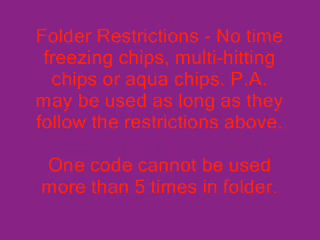 Folder Restrictions - No time
freezing chips, multi-hitting
chips or aqua chips. P.A.
may be used as long as they
follow the restrictions above.
One code cannot be used
more than 5 times in folder.